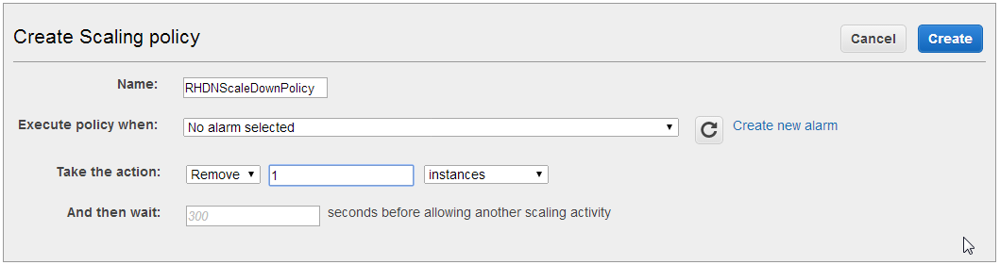 Create Scaling policy
Cancel
Create
Name: RHDNScaleDownPolicy
Execute policy when: No alarm selected Create new alarm
Take the action: Remove 1 instances
And then wait: 300 seconds before allowing another scaling activity